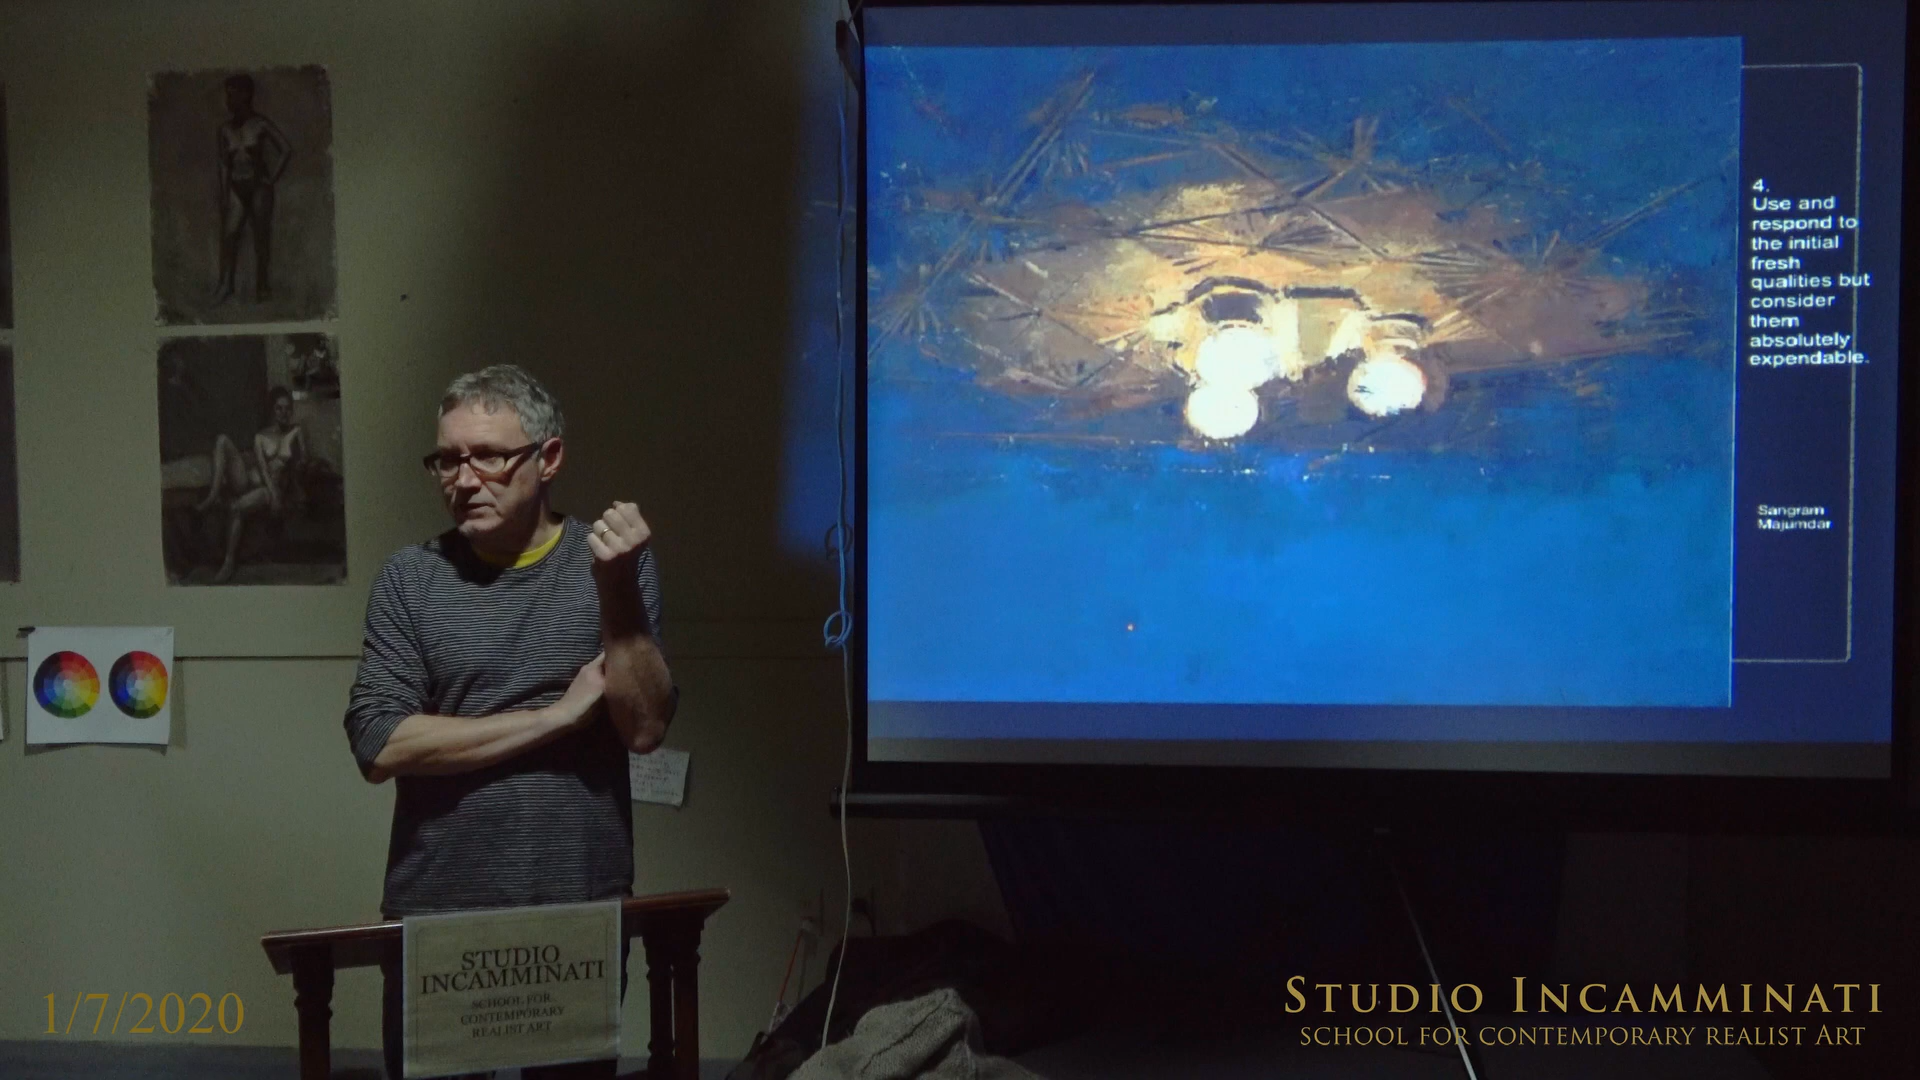 4.
Use and
respond to
the initial
fresh
qualities but
consider
them
absolutely
expendable.
Sangram
Majumdar
STUDIO
INCAMMINATI
SCHOOL FOR
CONTEMPORARY
REALIST ART
1/7/2020
STUDIO INCAMMINATI
SCHOOL FOR CONTEMPORARY REALIST ART